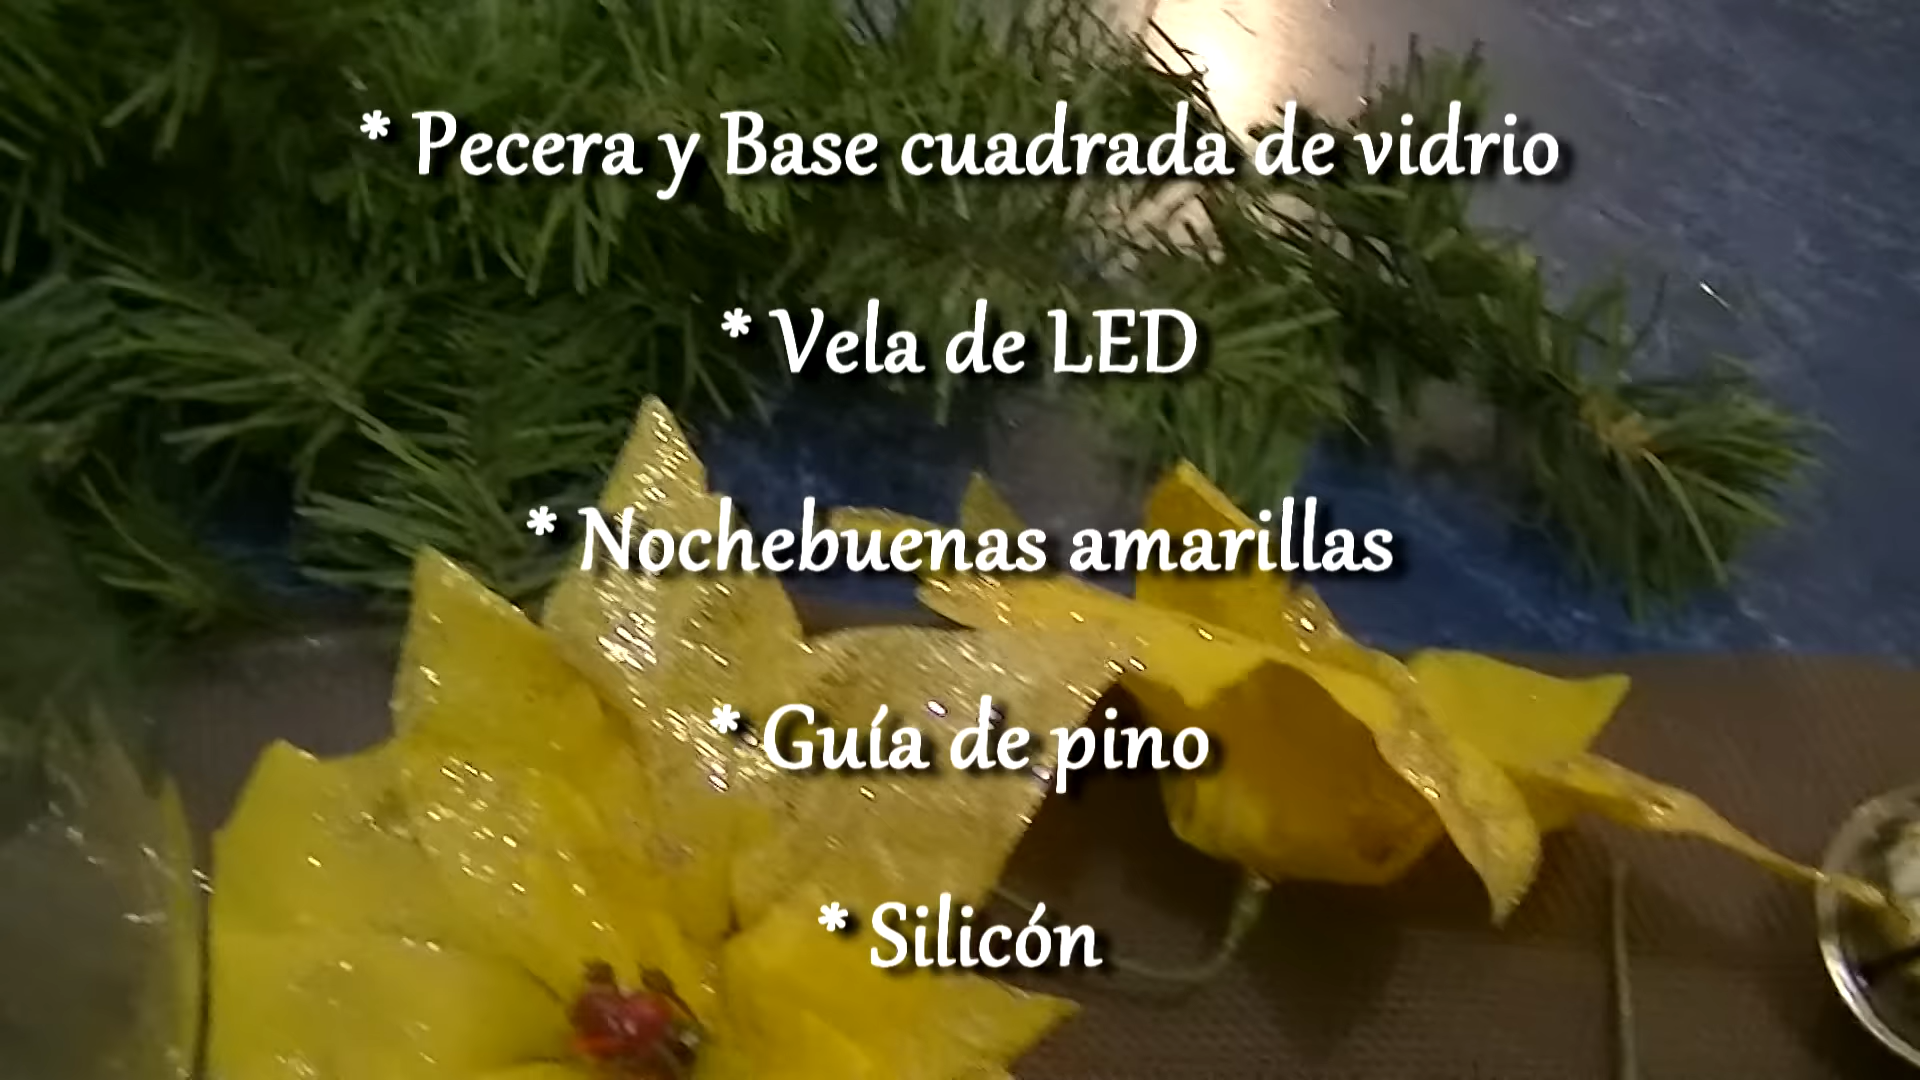 * Pecera y Base cuadrada de vidrio
* Vela de LED
* Nochebuenas amarillas
* Guía de pino
* Silicón